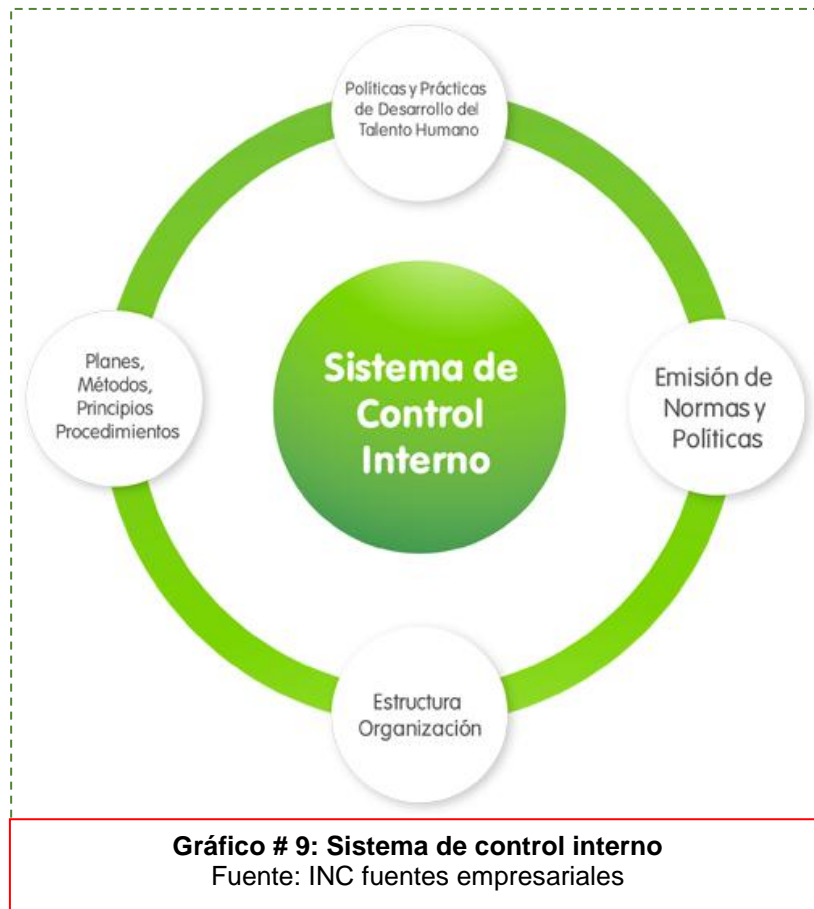 Políticas y Prácticas
de Desarrollo del
Talento Humano
Planes,
Métodos,
Principios
Procedimientos
Sistema de
Control
Interno
Emisión de
Normas y
Políticas
Estructura
Organización
Gráfico # 9: Sistema de control interno
Fuente: INC fuentes empresariales